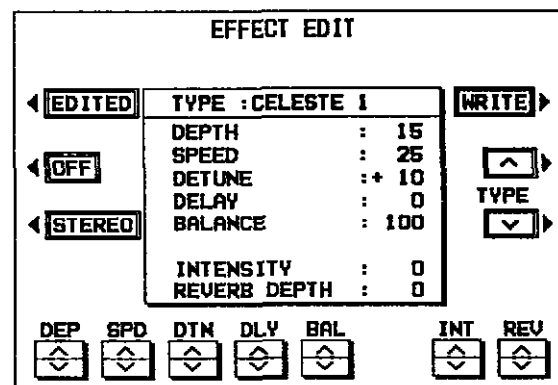 EFFECT EDIT
EDITED
TYPE :CELESTE 1
WRITE
DEPTH : 15
SPEED : 25
OFF
DETUNE :+ 10
DELAY : 0
TYPE
STEREO
BALANCE : 100
INTENSITY : 0
REVERB DEPTH : 0
DEP SPD DTN DLY BAL INT REV